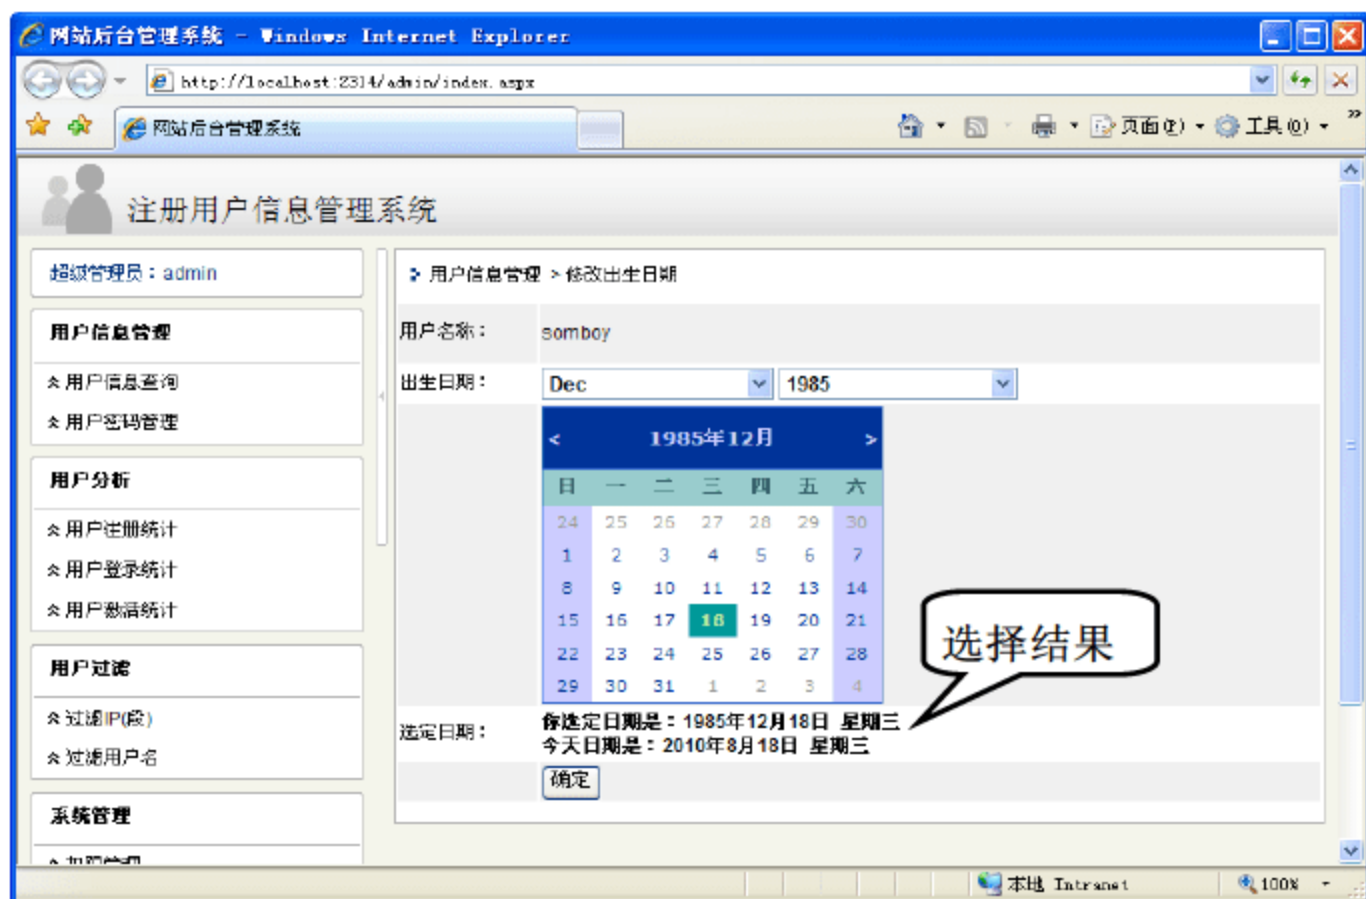 网站后台管理系统 - Windows Internet Explorer
http://localhost:2314/admin/index.aspx
网站后台管理系统
页面(P)
工具(O)
注册用户信息管理系统
超级管理员：admin
用户信息管理
用户信息查询
用户密码管理
用户分析
用户注册统计
用户登录统计
用户激活统计
用户过滤
过滤IP(段)
过滤用户名
系统管理
用户信息管理 > 修改出生日期
用户名称： somboy
出生日期： Dec 1985
< 1985年12月 >
日 一 二 三 四 五 六
24 25 26 27 28 29 30
1 2 3 4 5 6 7
8 9 10 11 12 13 14
15 16 17 18 19 20 21
22 23 24 25 26 27 28
29 30 31 1 2 3 4
选择结果
选定日期： 你选定日期是：1985年12月18日 星期三
今天日期是：2010年8月18日 星期三
确定
本地 Intranet
100%